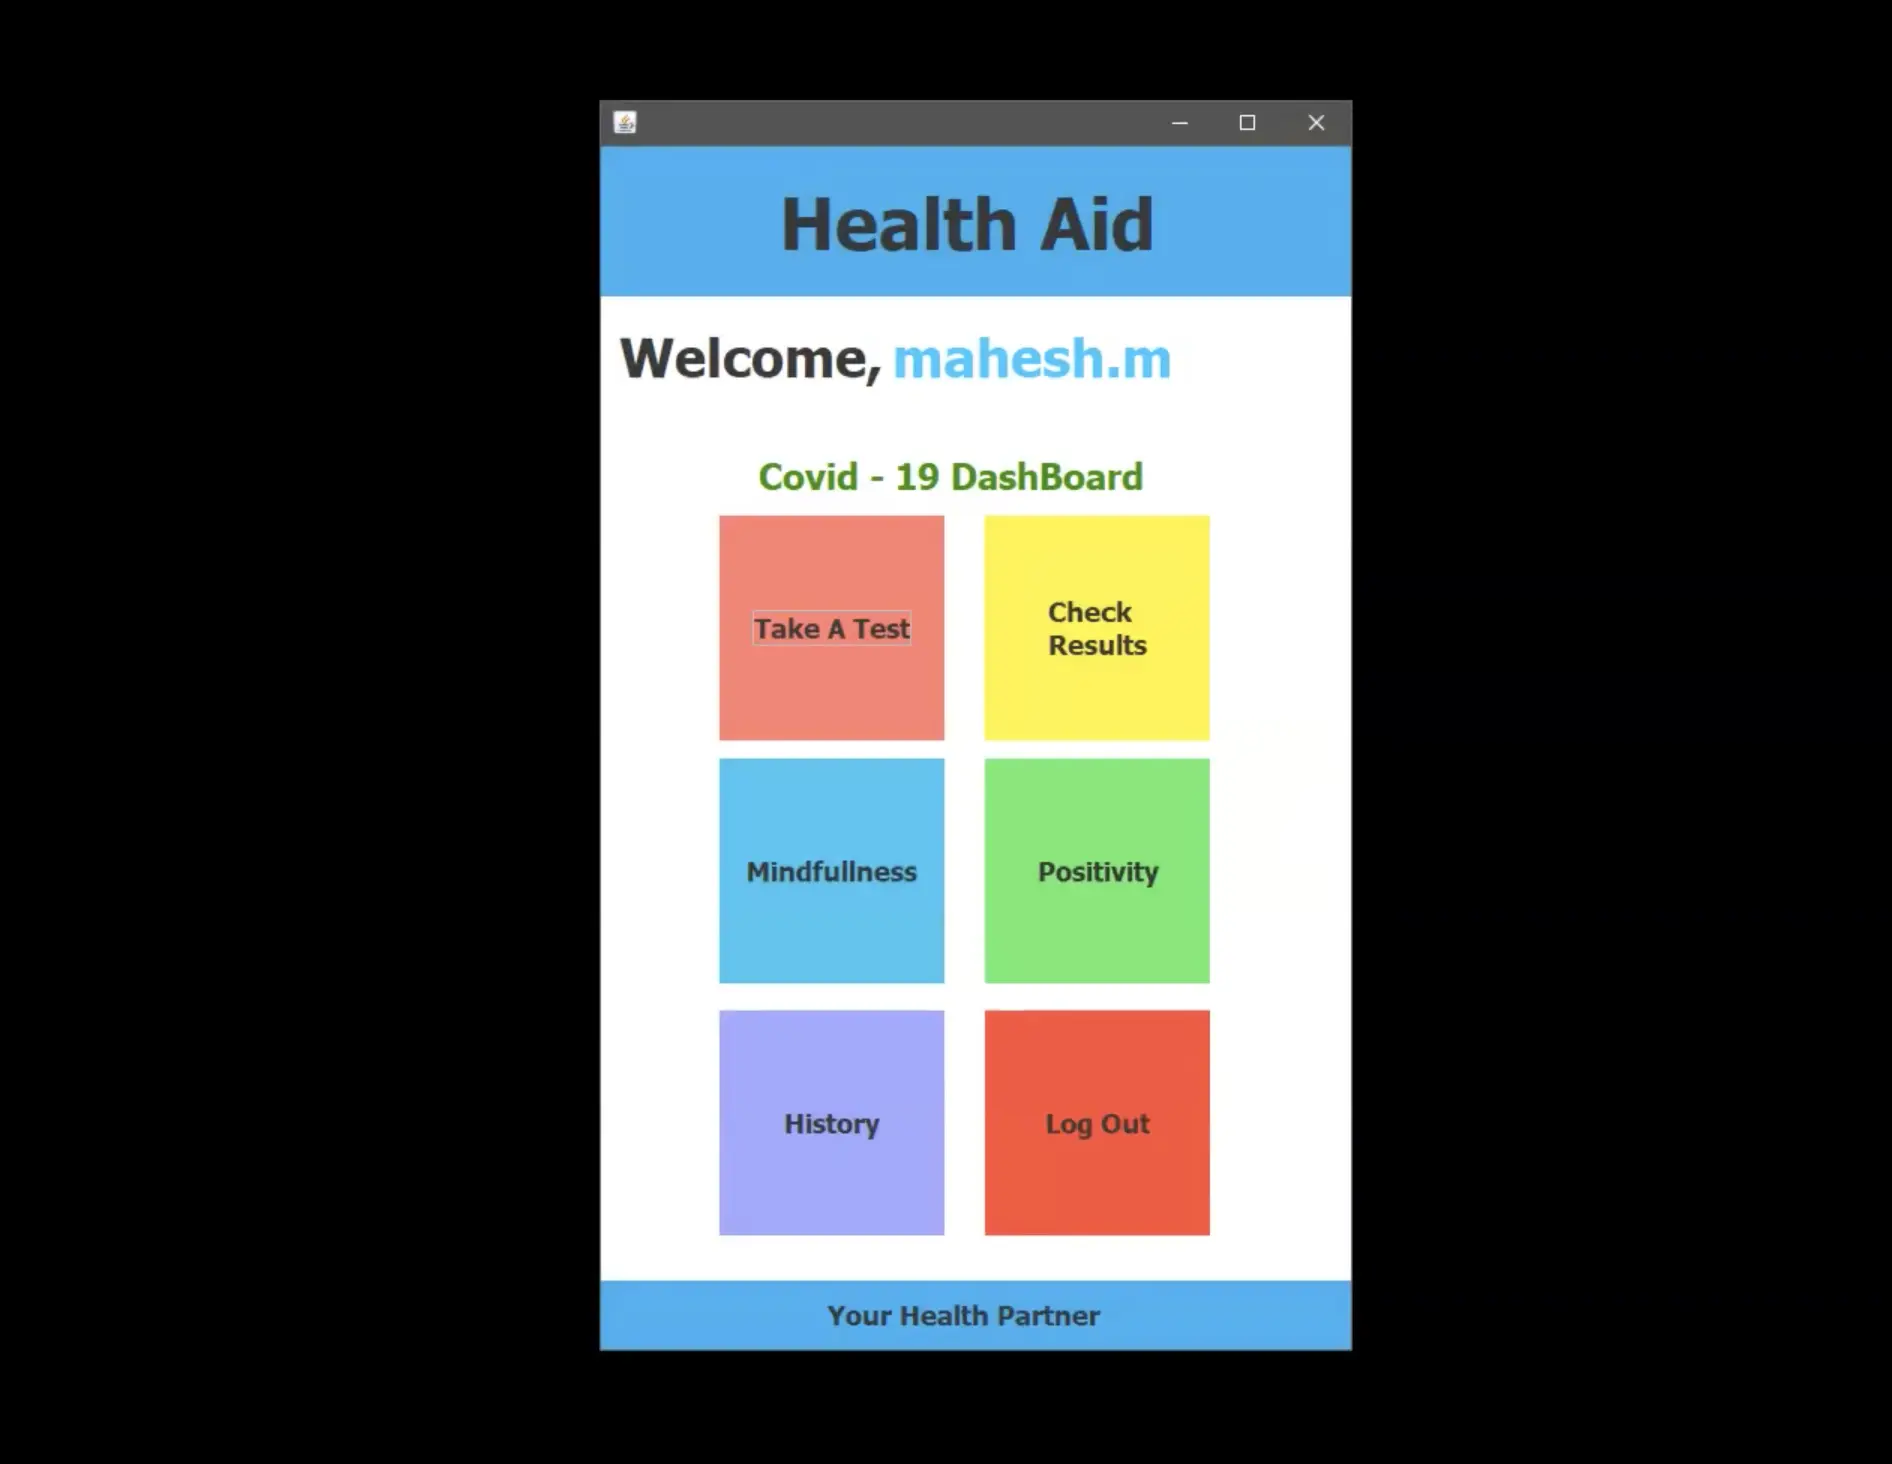 Health Aid
Welcome, mahesh.m
Covid - 19 DashBoard
Take A Test
Check
Results
Mindfullness
Positivity
History
Log Out
Your Health Partner